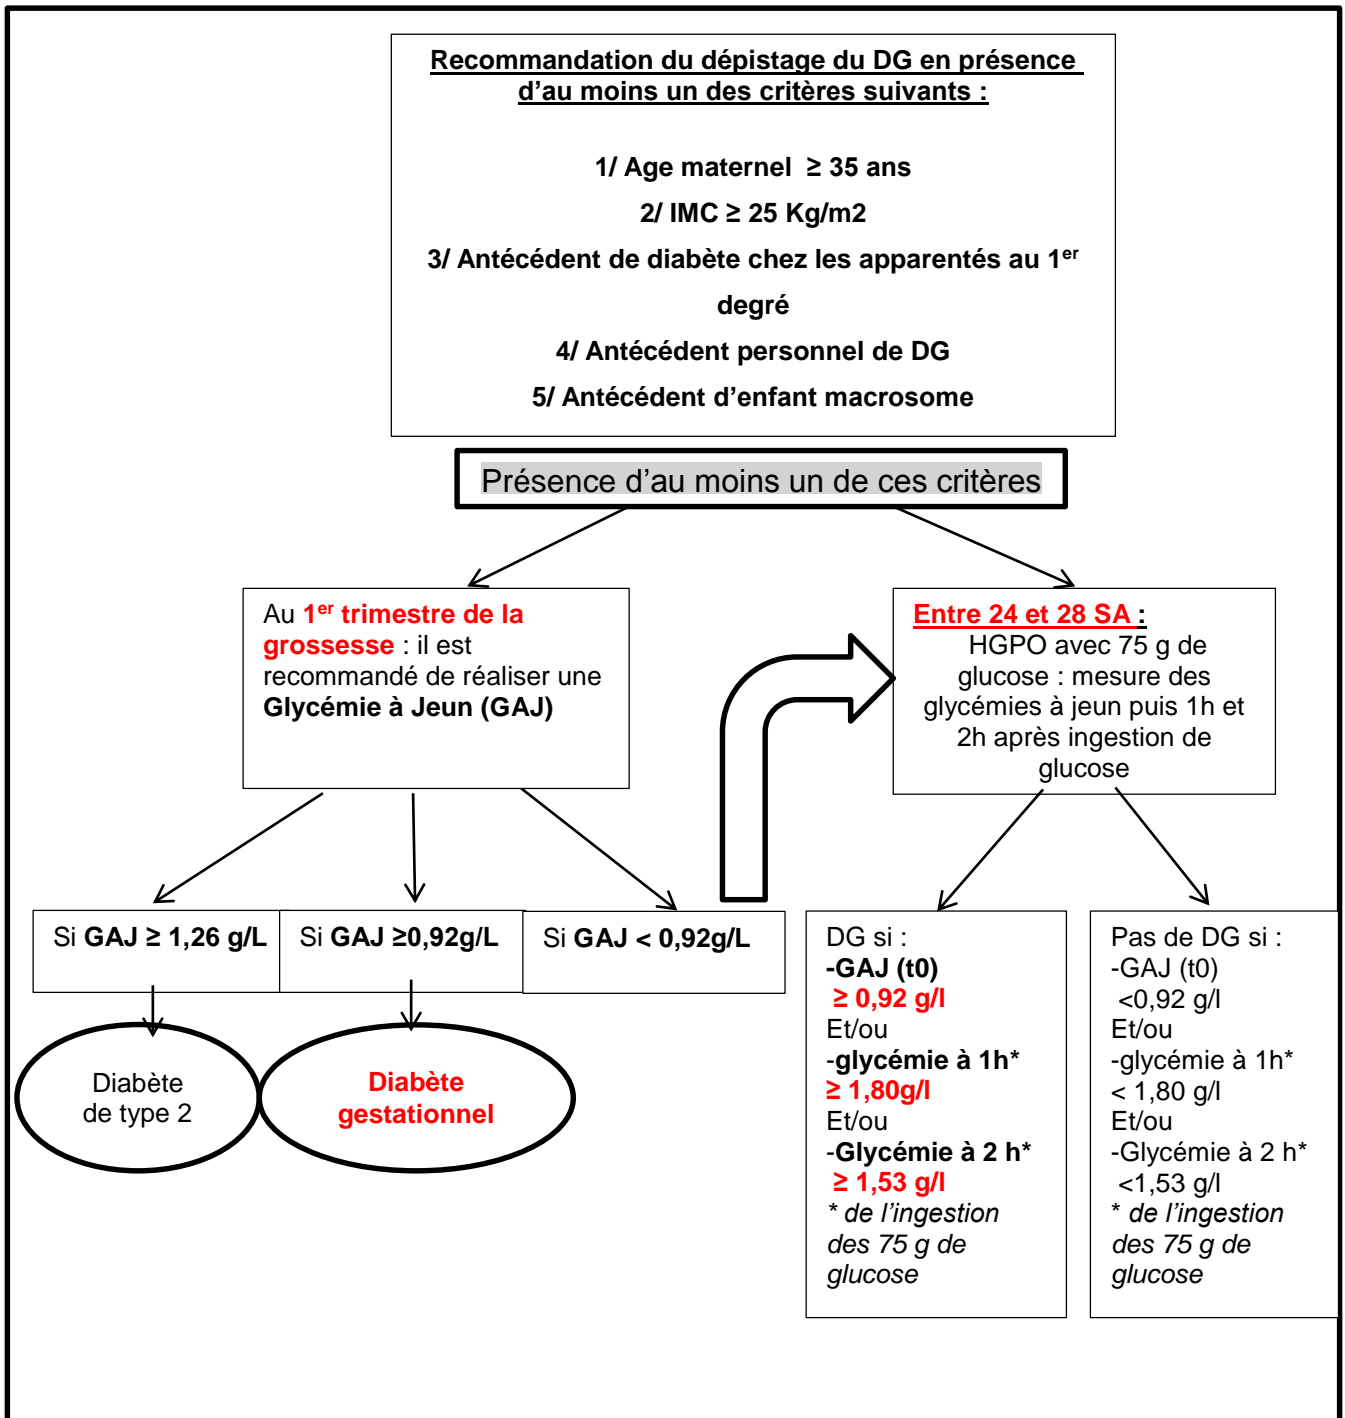 Recommandation du dépistage du DG en présence
d’au moins un des critères suivants :
1/ Age maternel ≥ 35 ans
2/ IMC ≥ 25 Kg/m2
3/ Antécédent de diabète chez les apparentés au 1er
degré
4/ Antécédent personnel de DG
5/ Antécédent d’enfant macrosome
Présence d’au moins un de ces critères
Au 1er trimestre de la
grossesse : il est
recommandé de réaliser une
Glycémie à Jeun (GAJ)
Entre 24 et 28 SA :
HGPO avec 75 g de
glucose : mesure des
glycémies à jeun puis 1h et
2h après ingestion de
glucose
Si GAJ ≥ 1,26 g/L
Si GAJ ≥0,92g/L
Si GAJ < 0,92g/L
Diabète
de type 2
Diabète
gestationnel
DG si :
-GAJ (t0)
≥ 0,92 g/l
Et/ou
-glycémie à 1h*
≥ 1,80g/l
Et/ou
-Glycémie à 2 h*
≥ 1,53 g/l
* de l’ingestion
des 75 g de
glucose
Pas de DG si :
-GAJ (t0)
<0,92 g/l
Et/ou
-glycémie à 1h*
< 1,80 g/l
Et/ou
-Glycémie à 2 h*
<1,53 g/l
* de l’ingestion
des 75 g de
glucose